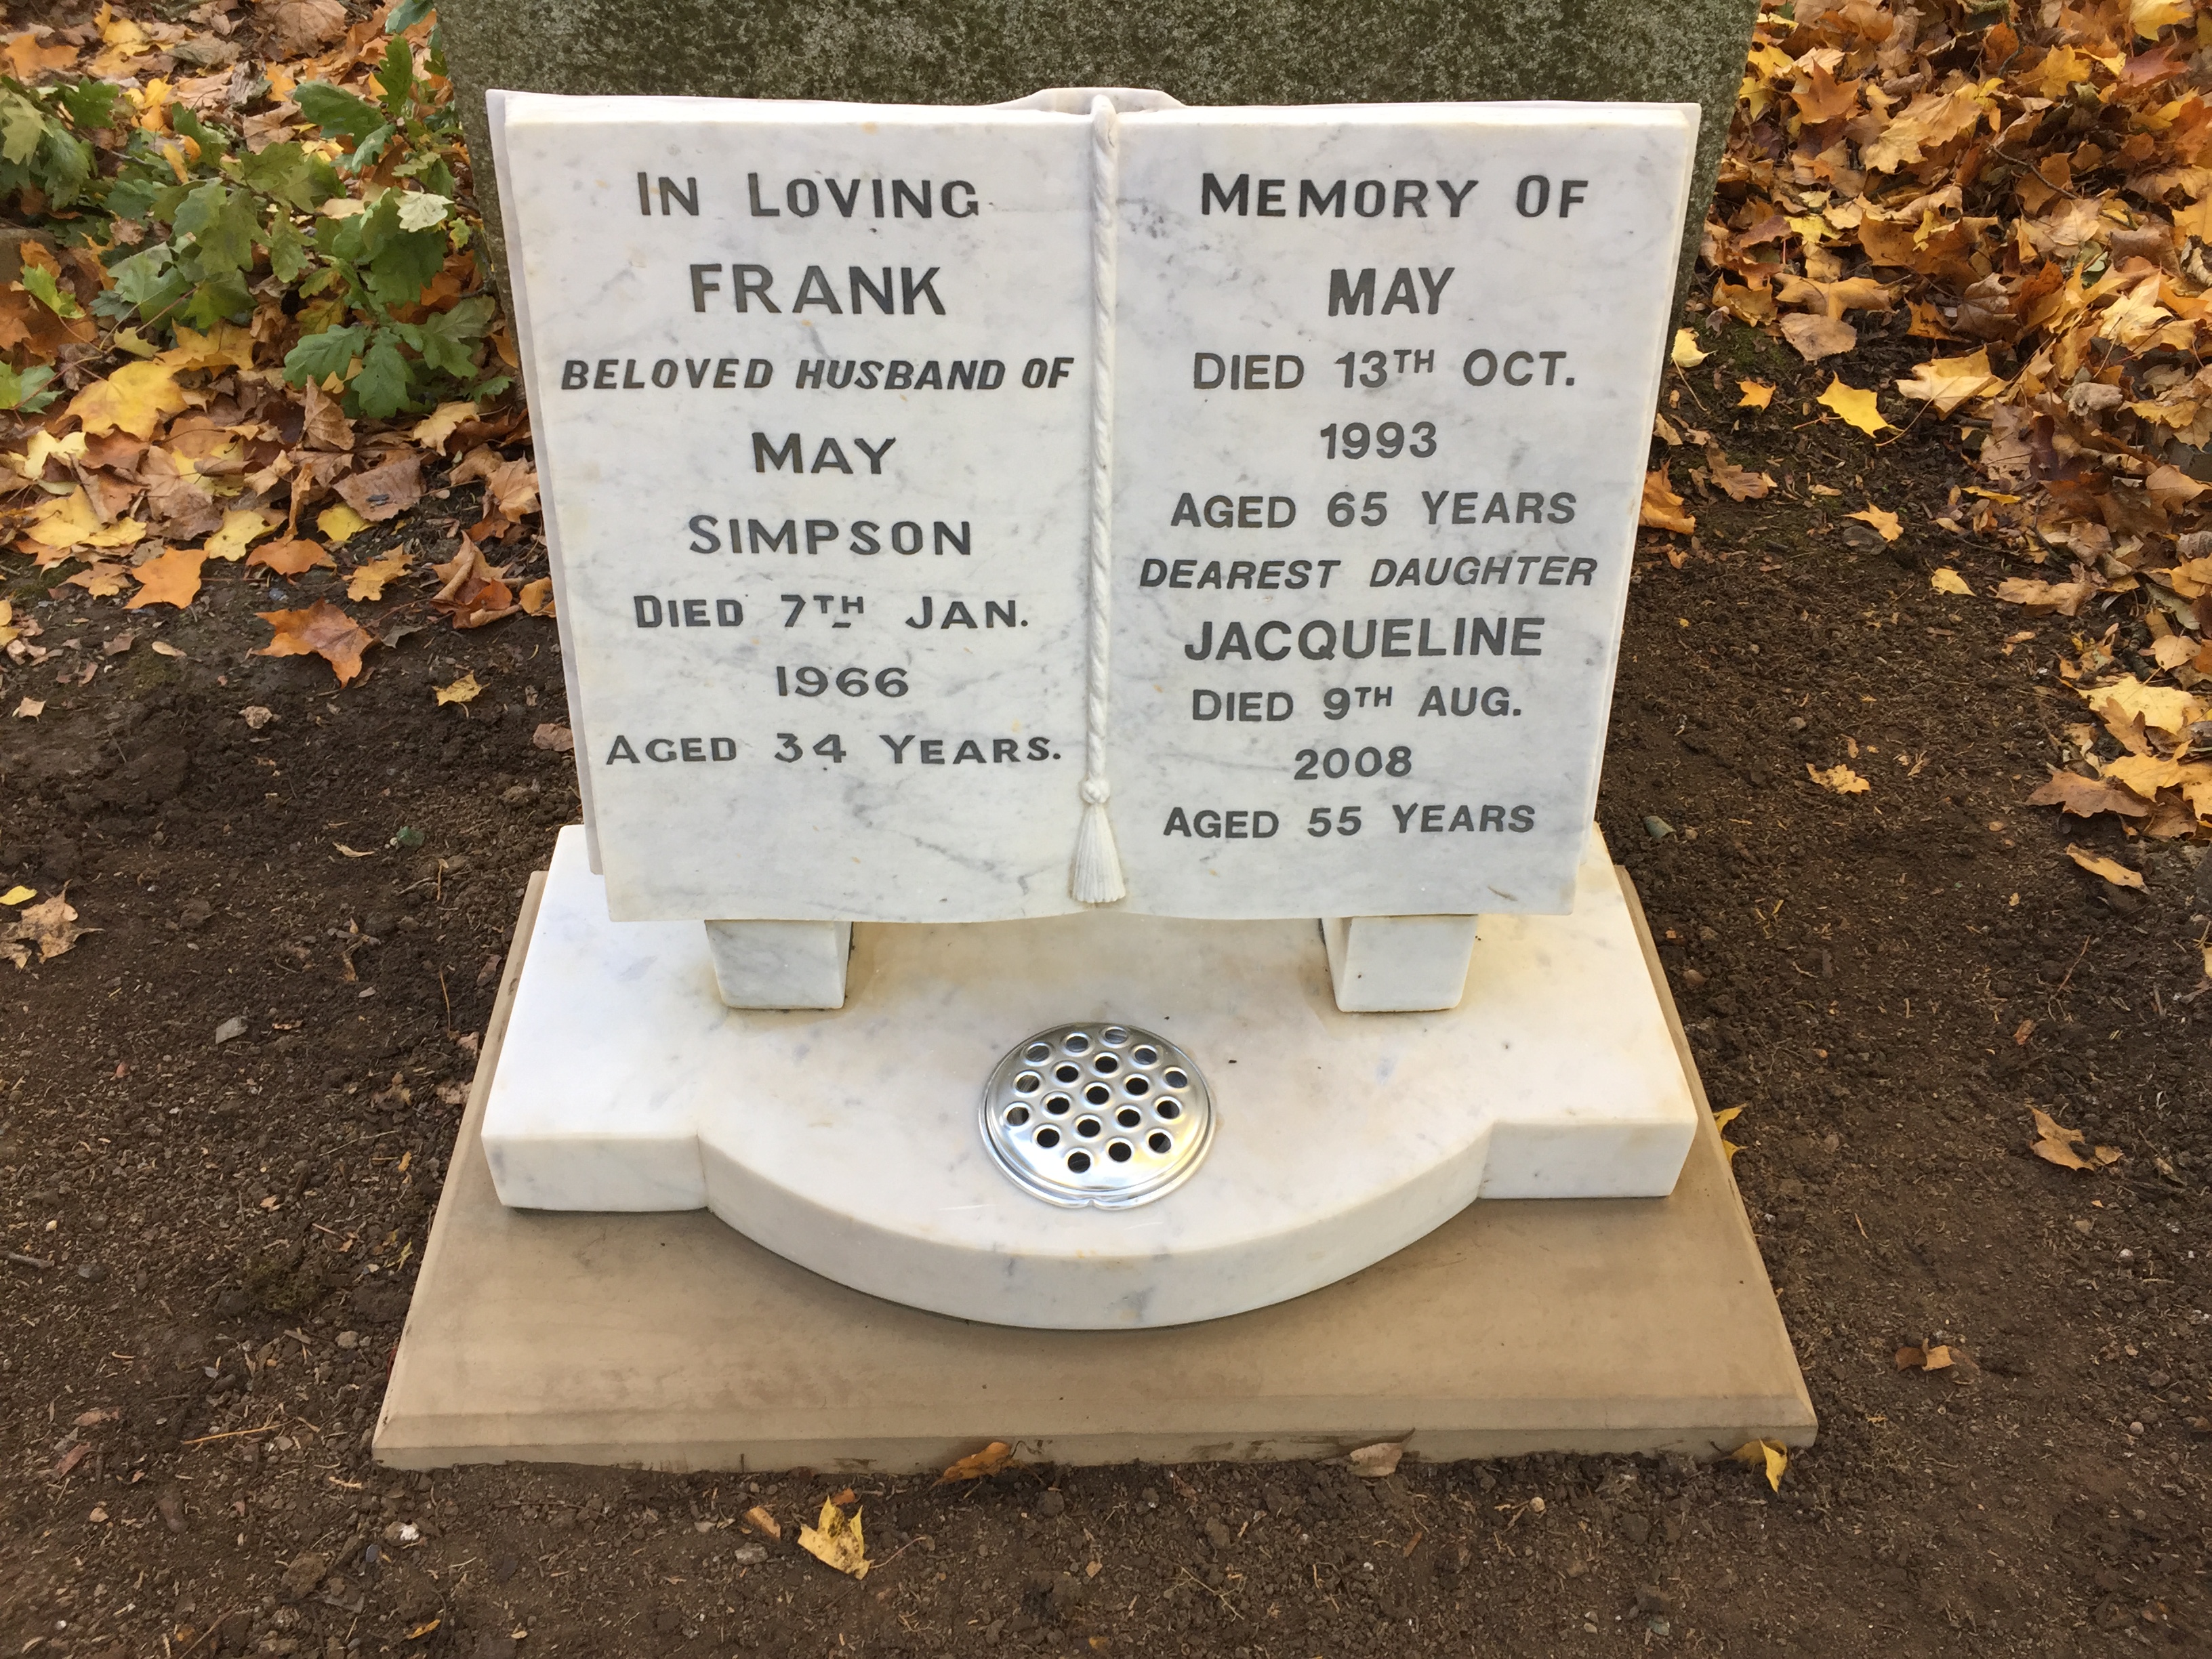 IN LOVING
FRANK
BELOVED HUSBAND OF
MAY
SIMPSON
DIED 7TH JAN.
1966
AGED 34 YEARS.
MEMORY OF
MAY
DIED 13TH OCT.
1993
AGED 65 YEARS
DEAREST DAUGHTER
JACQUELINE
DIED 9TH AUG.
2008
AGED 55 YEARS